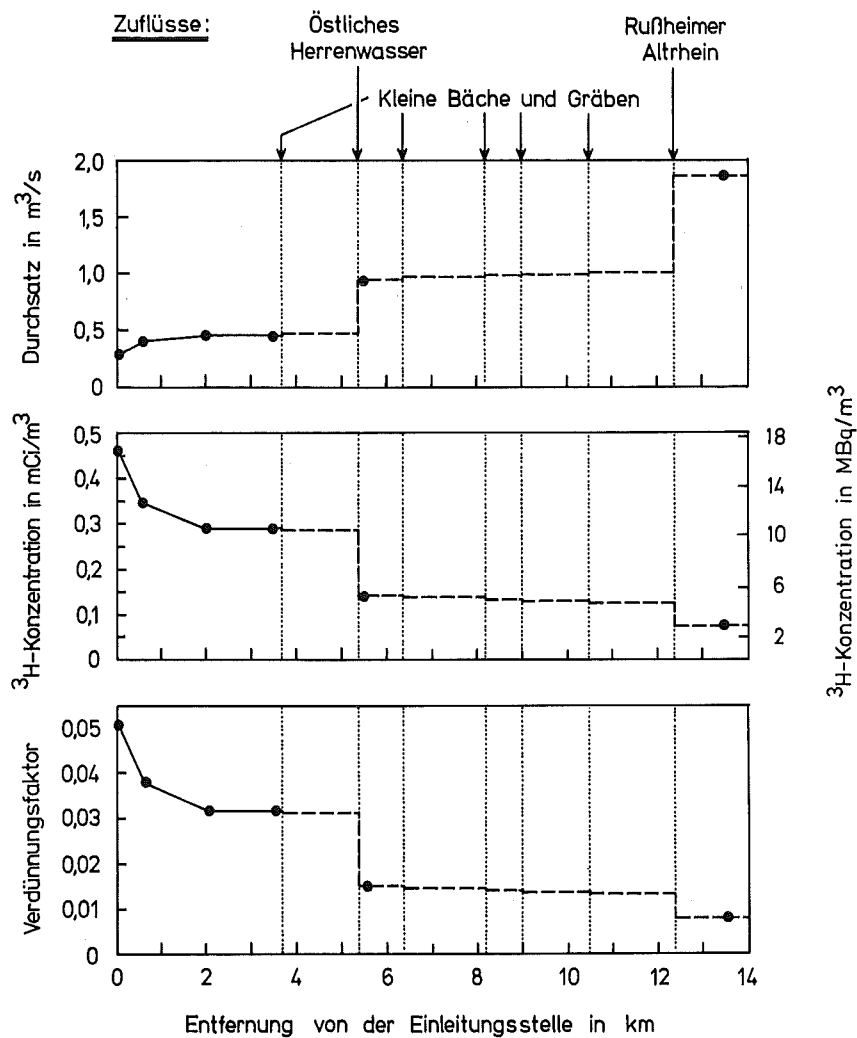 Zuflüsse:
Östliches
Herrenwasser
Rußheimer
Altrhein
Kleine Bäche und Gräben
Durchsatz in m³/s
2,0
1,5
1,0
0,5
0
³H-Konzentration in mCi/m³
0,5
0,4
0,3
0,2
0,1
0
18
14
10
6
2
³H-Konzentration in MBq/m³
Verdünnungsfaktor
0,05
0,04
0,03
0,02
0,01
0
0 2 4 6 8 10 12 14
Entfernung von der Einleitungsstelle in km